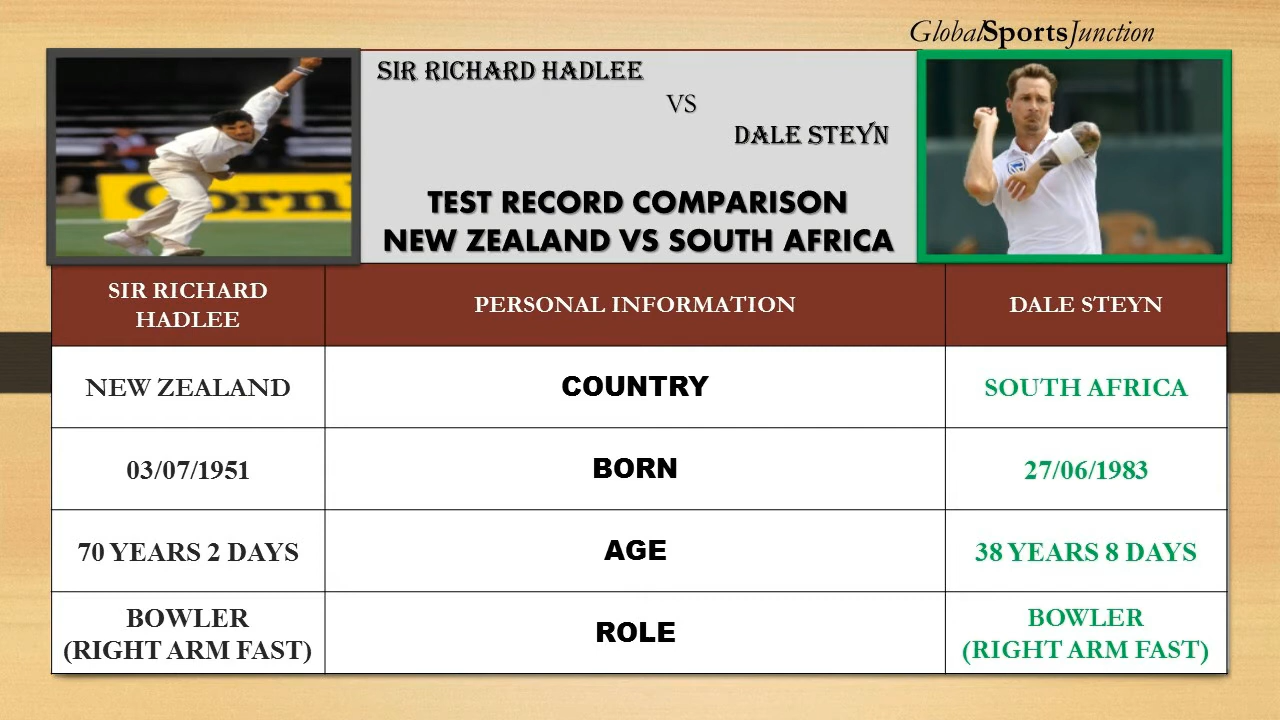 GlobalSportsJunction
SIR RICHARD HADLEE
VS
DALE STEYN
TEST RECORD COMPARISON
NEW ZEALAND VS SOUTH AFRICA
Corn
SIR RICHARD
HADLEE
PERSONAL INFORMATION
DALE STEYN
NEW ZEALAND
COUNTRY
SOUTH AFRICA
03/07/1951
BORN
27/06/1983
70 YEARS 2 DAYS
AGE
38 YEARS 8 DAYS
BOWLER
(RIGHT ARM FAST)
ROLE
BOWLER
(RIGHT ARM FAST)